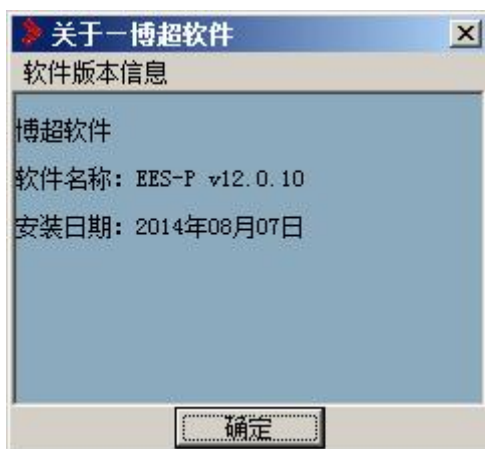 关于－博超软件
软件版本信息
博超软件
软件名称：EES-P v12.0.10
安装日期：2014年08月07日
确定